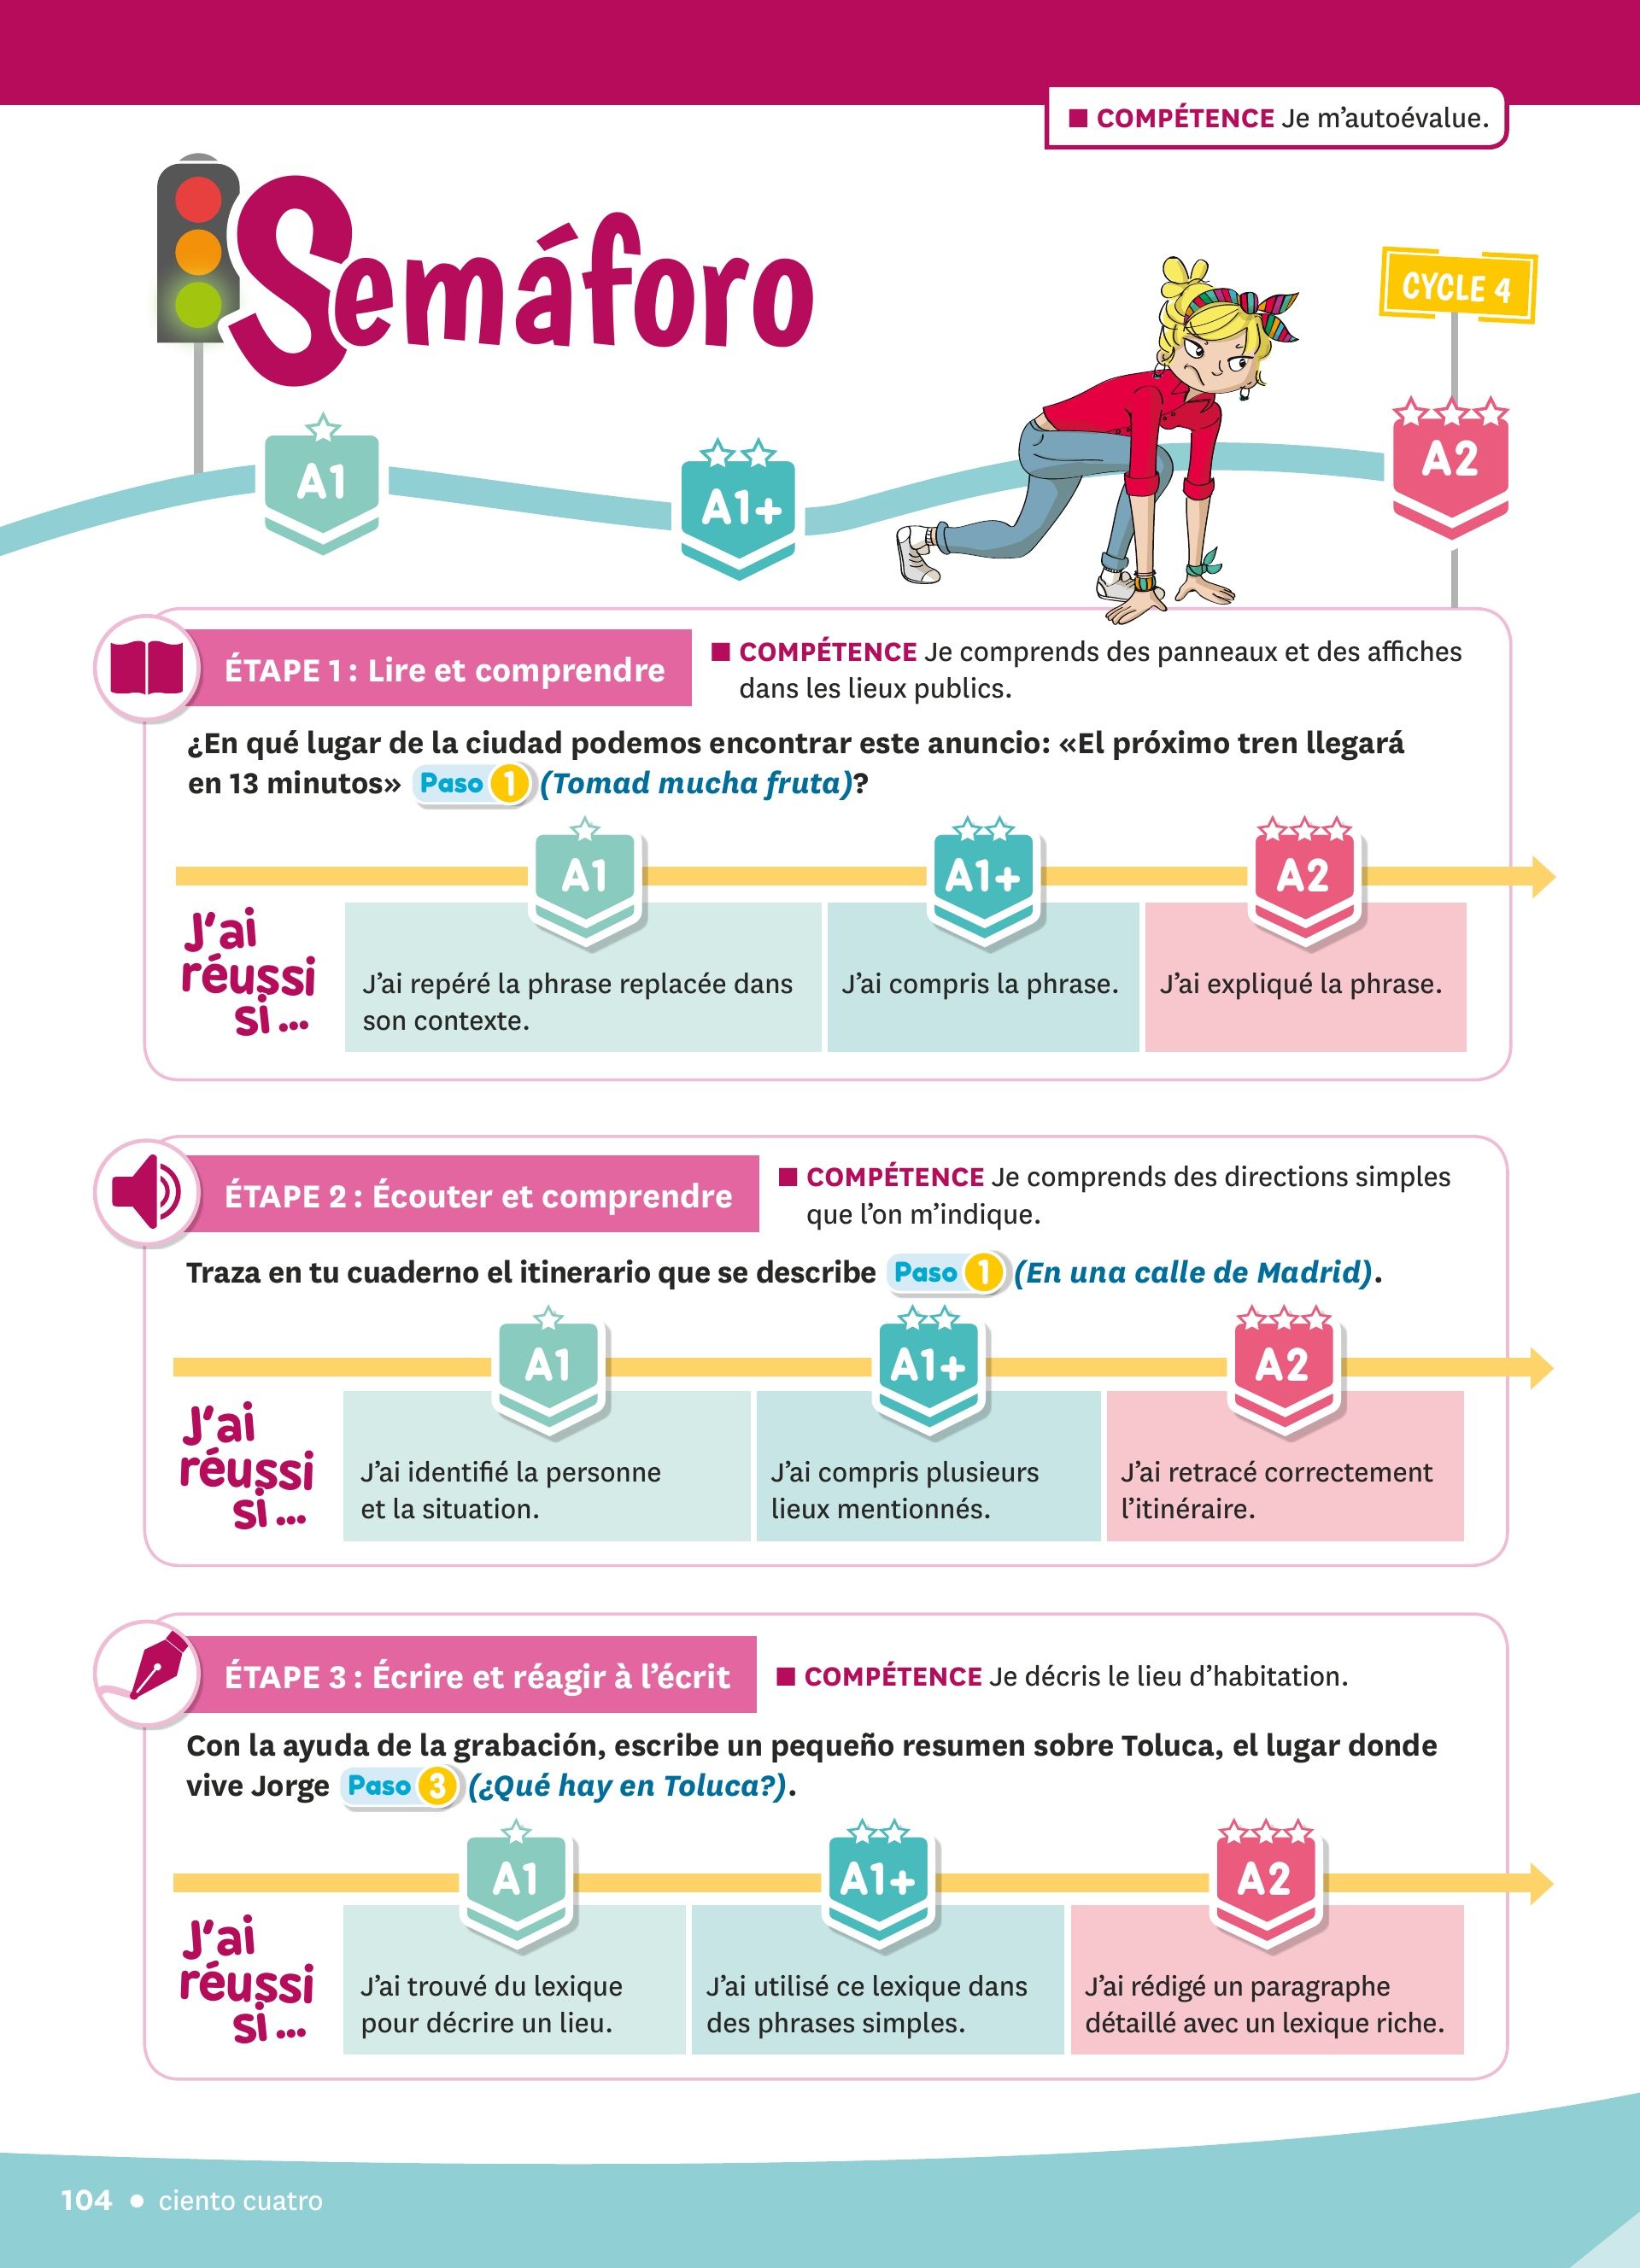 ■ COMPÉTENCE Je m’autoévalue.
Semáforo
CYCLE 4
A1
A1+
A2
ÉTAPE 1 : Lire et comprendre
■ COMPÉTENCE Je comprends des panneaux et des affiches
dans les lieux publics.
¿En qué lugar de la ciudad podemos encontrar este anuncio: «El próximo tren llegará
en 13 minutos» Paso 1 (Tomad mucha fruta)?
A1
A1+
A2
J’ai
réussi
si ...
J’ai repéré la phrase replacée dans
son contexte.
J’ai compris la phrase.
J’ai expliqué la phrase.
ÉTAPE 2 : Écouter et comprendre
■ COMPÉTENCE Je comprends des directions simples
que l’on m’indique.
Traza en tu cuaderno el itinerario que se describe Paso 1 (En una calle de Madrid).
A1
A1+
A2
J’ai
réussi
si ...
J’ai identifié la personne
et la situation.
J’ai compris plusieurs
lieux mentionnés.
J’ai retracé correctement
l’itinéraire.
ÉTAPE 3 : Écrire et réagir à l’écrit
■ COMPÉTENCE Je décris le lieu d’habitation.
Con la ayuda de la grabación, escribe un pequeño resumen sobre Toluca, el lugar donde
vive Jorge Paso 3 (¿Qué hay en Toluca?).
A1
A1+
A2
J’ai
réussi
si ...
J’ai trouvé du lexique
pour décrire un lieu.
J’ai utilisé ce lexique dans
des phrases simples.
J’ai rédigé un paragraphe
détaillé avec un lexique riche.
104 • ciento cuatro